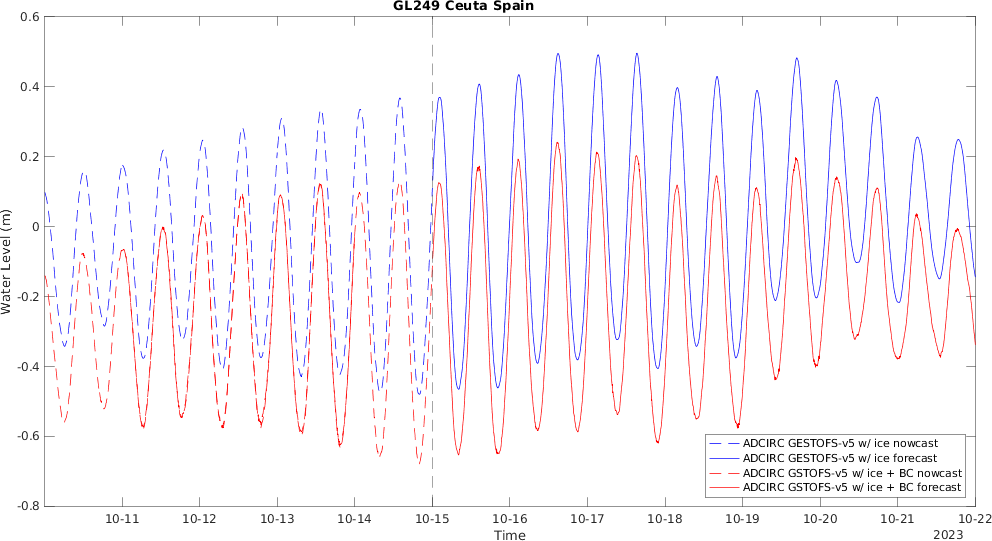 GL249 Ceuta Spain
0.6
0.4
0.2
0
-0.2
-0.4
-0.6
-0.8
Water Level (m)
ADCIRC GESTOFS-v5 w/ ice nowcast
ADCIRC GESTOFS-v5 w/ ice forecast
ADCIRC GSTOFS-v5 w/ ice + BC nowcast
ADCIRC GSTOFS-v5 w/ ice + BC forecast
10-11 10-12 10-13 10-14 10-15 10-16 10-17 10-18 10-19 10-20 10-21 10-22
Time
2023